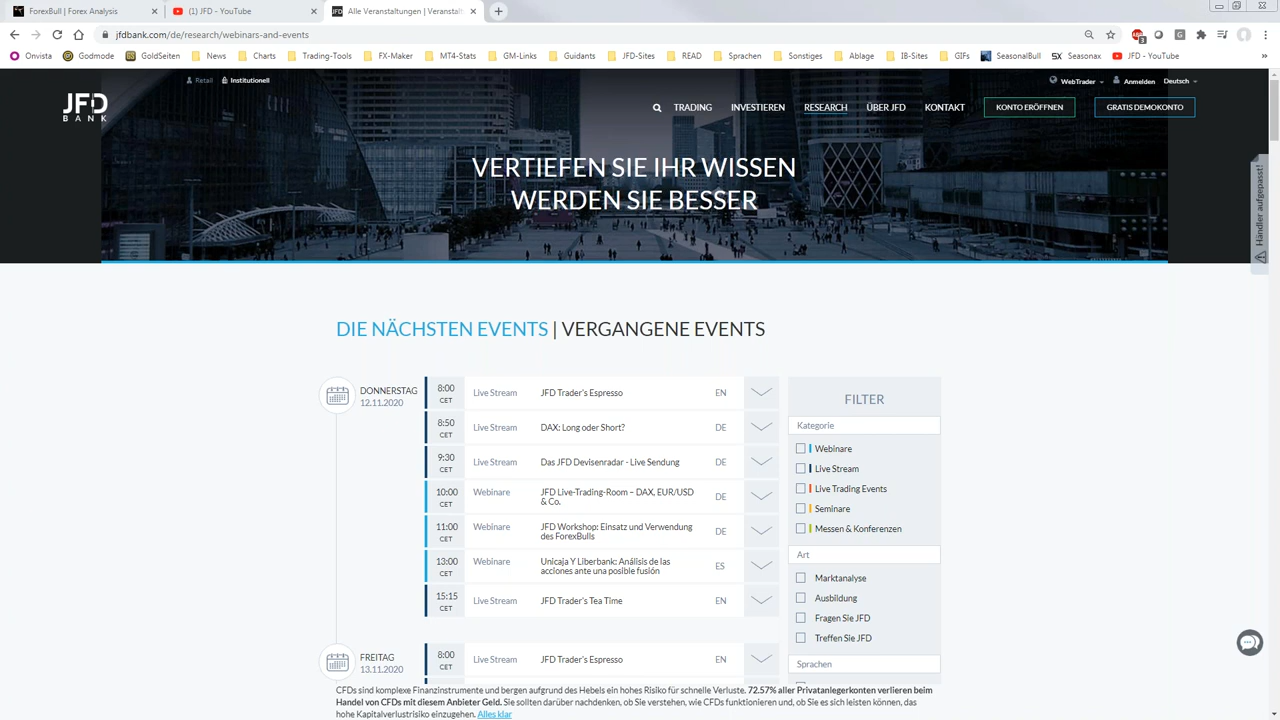 ForexBull | Forex Analysis
(1) JFD - YouTube
Alle Veranstaltungen | Veranstal
jfdbank.com/de/research/webinars-and-events
Onvista
Godmode
GoldSeiten
News
Charts
Trading-Tools
FX-Maker
MT4-Stats
GM-Links
Guidants
JFD-Sites
READ
Sprachen
Sonstiges
Ablage
IB-Sites
GIFs
SeasonalBull
Seasonax
JFD - YouTube
Retail
Institutionell
WebTrader
Anmelden
Deutsch
JFD
BANK
TRADING
INVESTIEREN
RESEARCH
ÜBER JFD
KONTAKT
KONTO ERÖFFNEN
GRATIS DEMOKONTO
VERTIEFEN SIE IHR WISSEN
WERDEN SIE BESSER
Händler aufgepasst!
DIE NÄCHSTEN EVENTS | VERGANGENE EVENTS
DONNERSTAG
12.11.2020
8:00
CET
Live Stream
JFD Trader's Espresso
EN
8:50
CET
Live Stream
DAX: Long oder Short?
DE
9:30
CET
Live Stream
Das JFD Devisenradar - Live Sendung
DE
10:00
CET
Webinare
JFD Live-Trading-Room – DAX, EUR/USD
& Co.
DE
11:00
CET
Webinare
JFD Workshop: Einsatz und Verwendung
des ForexBulls
DE
13:00
CET
Webinare
Unicaja Y Liberbank: Análisis de las
acciones ante una posible fusión
ES
15:15
CET
Live Stream
JFD Trader's Tea Time
EN
FREITAG
13.11.2020
8:00
CET
Live Stream
JFD Trader's Espresso
EN
FILTER
Kategorie
Webinare
Live Stream
Live Trading Events
Seminare
Messen & Konferenzen
Art
Marktanalyse
Ausbildung
Fragen Sie JFD
Treffen Sie JFD
Sprachen
CFDs sind komplexe Finanzinstrumente und bergen aufgrund des Hebels ein hohes Risiko für schnelle Verluste. 72.57% aller Privatanlegerkonten verlieren beim
Handel von CFDs mit diesem Anbieter Geld. Sie sollten darüber nachdenken, ob Sie verstehen, wie CFDs funktionieren und, ob Sie es sich leisten können, das
hohe Kapitalverlustrisiko einzugehen. Alles klar